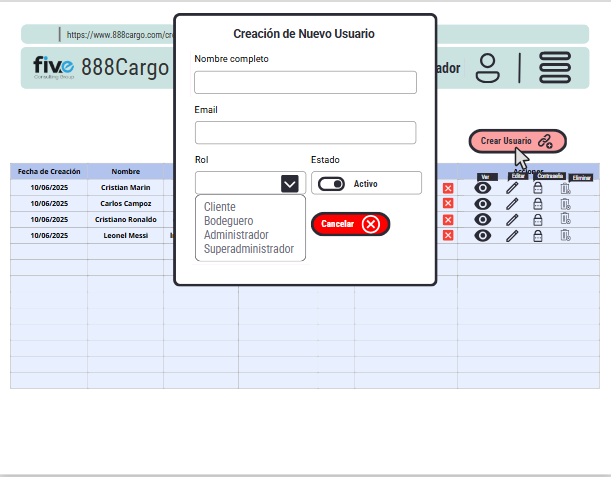 Creación de Nuevo Usuario
https://www.888cargo.com/cre
five
Consulting Group
888Cargo
ador
Nombre completo
Email
Crear Usuario
Rol
Estado
Activo
Cliente
Bodeguero
Administrador
Superadministrador
Cancelar
Fecha de Creación Nombre Acciones
Ver Editar Contraseña Eliminar
10/06/2025 Cristian Marin
10/06/2025 Carlos Campoz
10/06/2025 Cristiano Ronaldo
10/06/2025 Leonel Messi